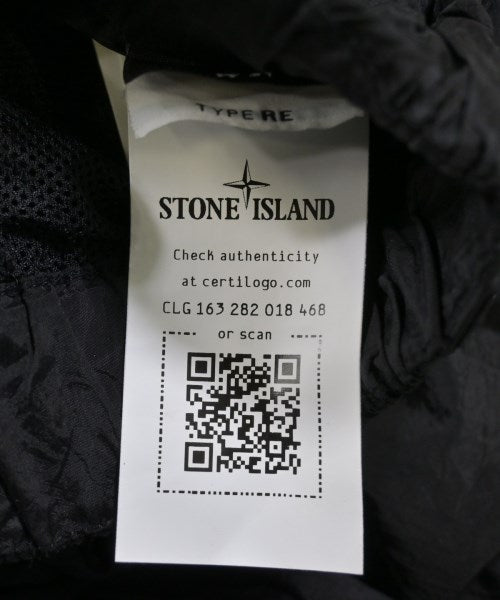 TYPE RE
STONE ISLAND
Check authenticity
at certilogo.com
CLG 163 282 018 468
or scan